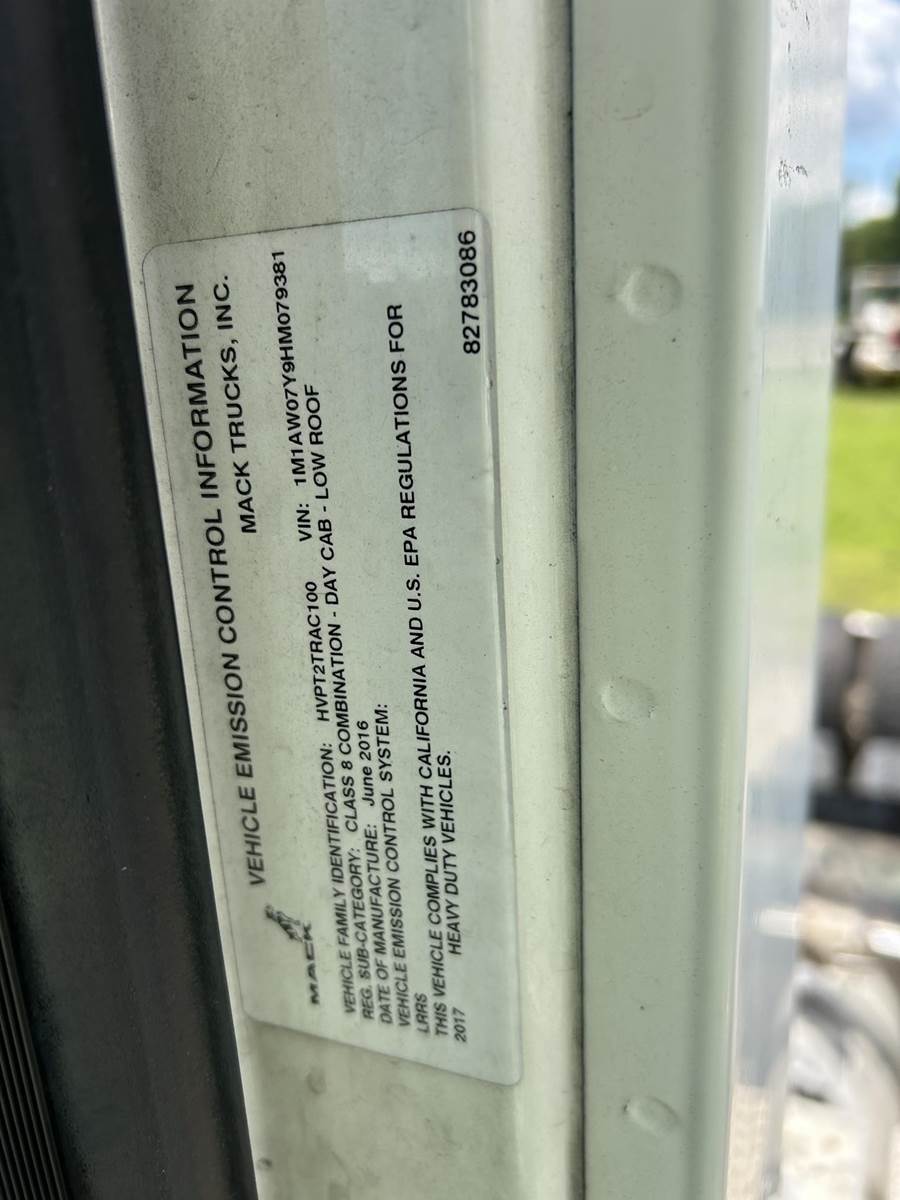 VEHICLE EMISSION CONTROL INFORMATION
MACK TRUCKS, INC.
MACK
VEHICLE FAMILY IDENTIFICATION: HVPT2TRAC100 VIN: 1M1AW07Y9HM079381
REG. SUB-CATEGORY: CLASS 8 COMBINATION - DAY CAB - LOW ROOF
DATE OF MANUFACTURE: June 2016
VEHICLE EMISSION CONTROL SYSTEM:
LRRS
THIS VEHICLE COMPLIES WITH CALIFORNIA AND U.S. EPA REGULATIONS FOR
2017 HEAVY DUTY VEHICLES.
82783086